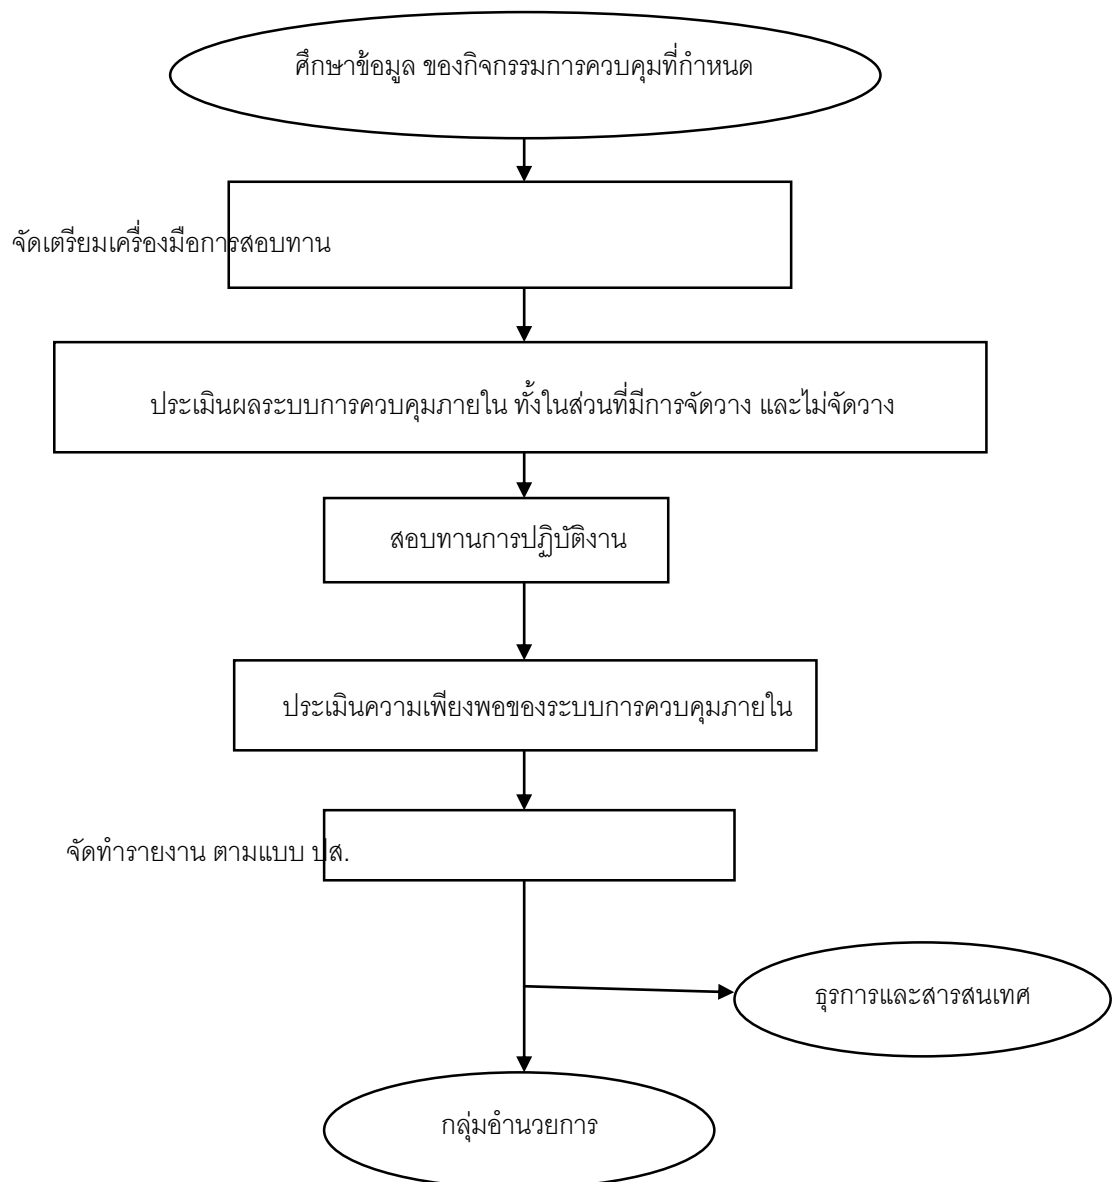 ศึกษาข้อมูล ของกิจกรรมการควบคุมที่กำหนด
จัดเตรียมเครื่องมือการสอบทาน
ประเมินผลระบบการควบคุมภายใน ทั้งในส่วนที่มีการจัดวาง และไม่จัดวาง
สอบทานการปฏิบัติงาน
ประเมินความเพียงพอของระบบการควบคุมภายใน
จัดทำรายงาน ตามแบบ ปส.
ธุรการและสารสนเทศ
กลุ่มอำนวยการ